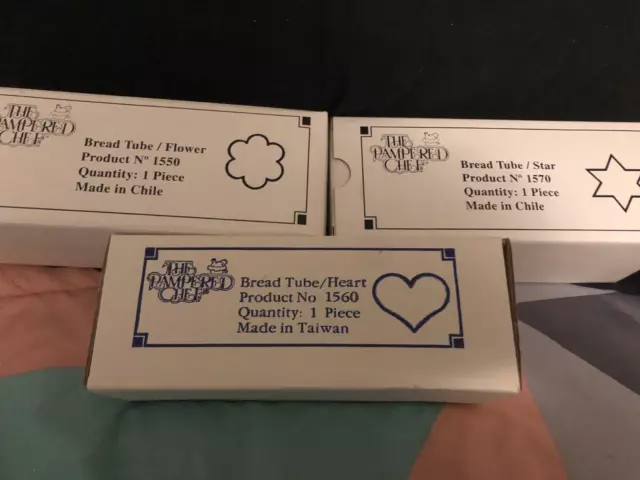 THE
PAMPERED
CHEF
Bread Tube / Flower
Product Nº 1550
Quantity: 1 Piece
Made in Chile
THE
PAMPERED
CHEF
Bread Tube / Star
Product Nº 1570
Quantity: 1 Piece
Made in Chile
THE
PAMPERED
CHEF
Bread Tube/Heart
Product No 1560
Quantity: 1 Piece
Made in Taiwan